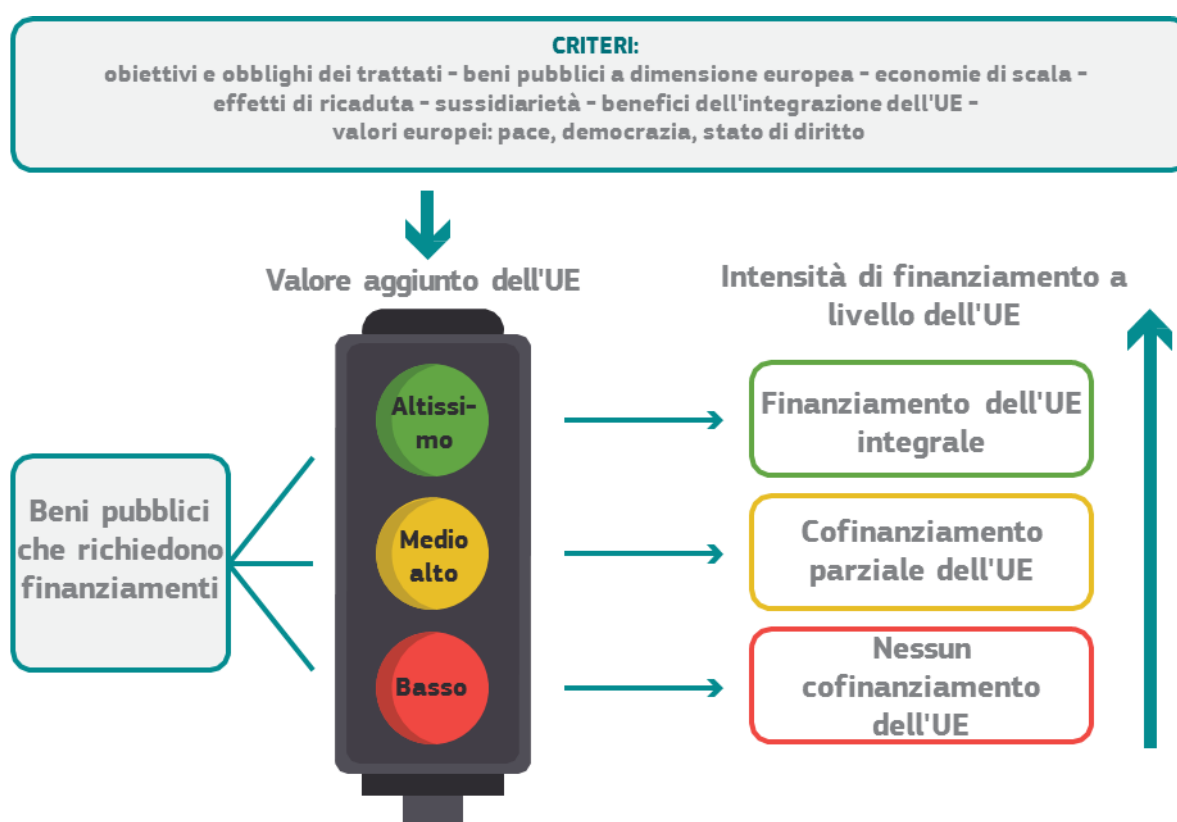 CRITERI:
obiettivi e obblighi dei trattati - beni pubblici a dimensione europea - economie di scala -
effetti di ricaduta - sussidiarietà - benefici dell'integrazione dell'UE -
valori europei: pace, democrazia, stato di diritto
Valore aggiunto dell'UE
Intensità di finanziamento a
livello dell'UE
Beni pubblici
che richiedono
finanziamenti
Altissi-
mo
Finanziamento dell'UE
integrale
Medio
alto
Cofinanziamento
parziale dell'UE
Basso
Nessun
cofinanziamento
dell'UE